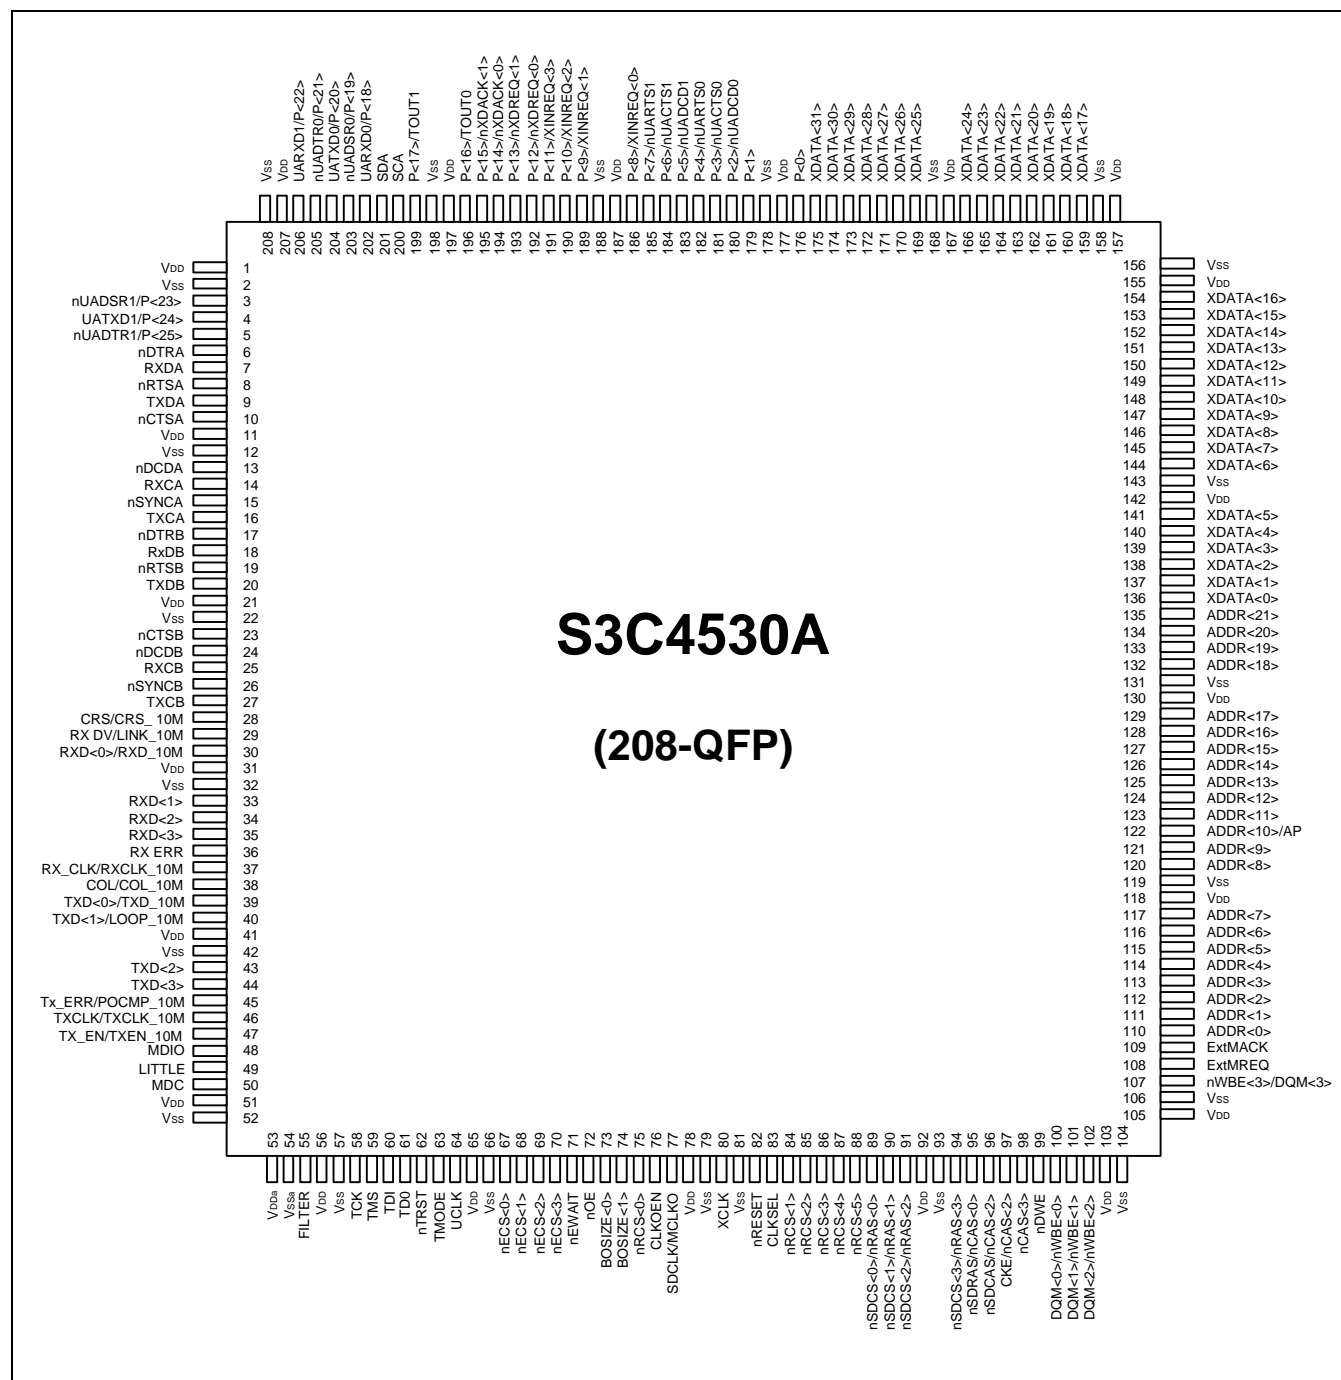 Vss 208
VDD 207
UARXD1/P<22> 206
nUADTR0/P<21> 205
UATXD0/P<20> 204
nUADSR0/P<19> 203
UARXD0/P<18> 202
SDA 201
SCA 200
P<17>/TOUT1 199
Vss 198
VDD 197
P<16>/TOUT0 196
P<15>/nXDACK<1> 195
P<14>/nXDACK<0> 194
P<13>/nXDREQ<1> 193
P<12>/nXDREQ<0> 192
P<11>/XINREQ<3> 191
P<10>/XINREQ<2> 190
P<9>/XINREQ<1> 189
Vss 188
VDD 187
P<8>/XINREQ<0> 186
P<7>/nUARTS1 185
P<6>/nUACTS1 184
P<5>/nUADCD1 183
P<4>/nUARTS0 182
P<3>/nUACTS0 181
P<2>/nUADCD0 180
P<1> 179
Vss 178
VDD 177
P<0> 176
XDATA<31> 175
XDATA<30> 174
XDATA<29> 173
XDATA<28> 172
XDATA<27> 171
XDATA<26> 170
XDATA<25> 169
Vss 168
VDD 167
XDATA<24> 166
XDATA<23> 165
XDATA<22> 164
XDATA<21> 163
XDATA<20> 162
XDATA<19> 161
XDATA<18> 160
XDATA<17> 159
Vss 158
VDD 157
VDD 1
Vss 2
nUADSR1/P<23> 3
UATXD1/P<24> 4
nUADTR1/P<25> 5
nDTRA 6
RXDA 7
nRTSA 8
TXDA 9
nCTSA 10
VDD 11
Vss 12
nDCDA 13
RXCA 14
nSYNCA 15
TXCA 16
nDTRB 17
RxDB 18
nRTSB 19
TXDB 20
VDD 21
Vss 22
nCTSB 23
nDCDB 24
RXCB 25
nSYNCB 26
TXCB 27
CRS/CRS_ 10M 28
RX DV/LINK_10M 29
RXD<0>/RXD_10M 30
VDD 31
Vss 32
RXD<1> 33
RXD<2> 34
RXD<3> 35
RX ERR 36
RX_CLK/RXCLK_10M 37
COL/COL_10M 38
TXD<0>/TXD_10M 39
TXD<1>/LOOP_10M 40
VDD 41
Vss 42
TXD<2> 43
TXD<3> 44
Tx_ERR/POCMP_10M 45
TXCLK/TXCLK_10M 46
TX_EN/TXEN_10M 47
MDIO 48
LITTLE 49
MDC 50
VDD 51
Vss 52
S3C4530A
(208-QFP)
156 Vss
155 VDD
154 XDATA<16>
153 XDATA<15>
152 XDATA<14>
151 XDATA<13>
150 XDATA<12>
149 XDATA<11>
148 XDATA<10>
147 XDATA<9>
146 XDATA<8>
145 XDATA<7>
144 XDATA<6>
143 Vss
142 VDD
141 XDATA<5>
140 XDATA<4>
139 XDATA<3>
138 XDATA<2>
137 XDATA<1>
136 XDATA<0>
135 ADDR<21>
134 ADDR<20>
133 ADDR<19>
132 ADDR<18>
131 Vss
130 VDD
129 ADDR<17>
128 ADDR<16>
127 ADDR<15>
126 ADDR<14>
125 ADDR<13>
124 ADDR<12>
123 ADDR<11>
122 ADDR<10>/AP
121 ADDR<9>
120 ADDR<8>
119 Vss
118 VDD
117 ADDR<7>
116 ADDR<6>
115 ADDR<5>
114 ADDR<4>
113 ADDR<3>
112 ADDR<2>
111 ADDR<1>
110 ADDR<0>
109 ExtMACK
108 ExtMREQ
107 nWBE<3>/DQM<3>
106 Vss
105 VDD
53 VDDa
54 VSSa
55 FILTER
56 VDD
57 Vss
58 TCK
59 TMS
60 TDI
61 TD0
62 nTRST
63 TMODE
64 UCLK
65 VDD
66 Vss
67 nECS<0>
68 nECS<1>
69 nECS<2>
70 nECS<3>
71 nEWAIT
72 nOE
73 BOSIZE<0>
74 BOSIZE<1>
75 nRCS<0>
76 CLKOEN
77 SDCLK/MCLKO
78 VDD
79 Vss
80 XCLK
81 Vss
82 nRESET
83 CLKSEL
84 nRCS<1>
85 nRCS<2>
86 nRCS<3>
87 nRCS<4>
88 nRCS<5>
89 nSDCS<0>/nRAS<0>
90 nSDCS<1>/nRAS<1>
91 nSDCS<2>/nRAS<2>
92 VDD
93 Vss
94 nSDCS<3>/nRAS<3>
95 nSDRAS/nCAS<0>
96 nSDCAS/nCAS<2>
97 CKE/nCAS<2>
98 nCAS<3>
99 nDWE
100 DQM<0>/nWBE<0>
101 DQM<1>/nWBE<1>
102 DQM<2>/nWBE<2>
103 VDD
104 Vss